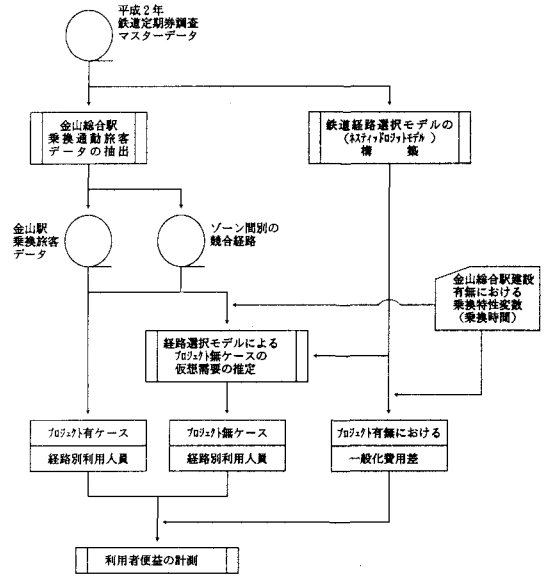 平成２年
鉄道定期券調査
マスターデータ
金山総合駅
乗換通勤旅客
データの抽出
鉄道経路選択モデルの
（ﾈｽﾃｨｯﾄﾞﾛｼﾞｯﾄﾓﾃﾞﾙ）
構　築
金山駅
乗換旅客
データ
ゾーン間別の
競合経路
金山総合駅建設
有無における
乗換特性変数
（乗換時間）
経路選択モデルによる
ﾌﾟﾛｼﾞｪｸﾄ無ケースの
仮想需要の推定
ﾌﾟﾛｼﾞｪｸﾄ有ケース
経路別利用人員
ﾌﾟﾛｼﾞｪｸﾄ無ケース
経路別利用人員
ﾌﾟﾛｼﾞｪｸﾄ有無における
一般化費用差
利用者便益の計測